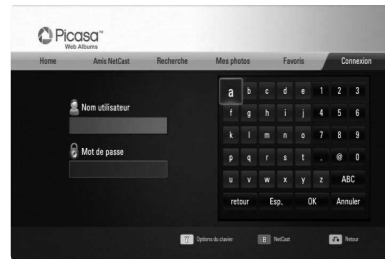 Picasa™
Web Albums
Home Amis NetCast Recherche Mes photos Favoris Connexion
Nom utilisateur
Mot de passe
a b c d e 1 2 3
f g h i j 4 5 6
k l m n o 7 8 9
p q r s t . @ 0
u v w x y z ABC
retour Esp. OK Annuler
Options du clavier NetCast Retour